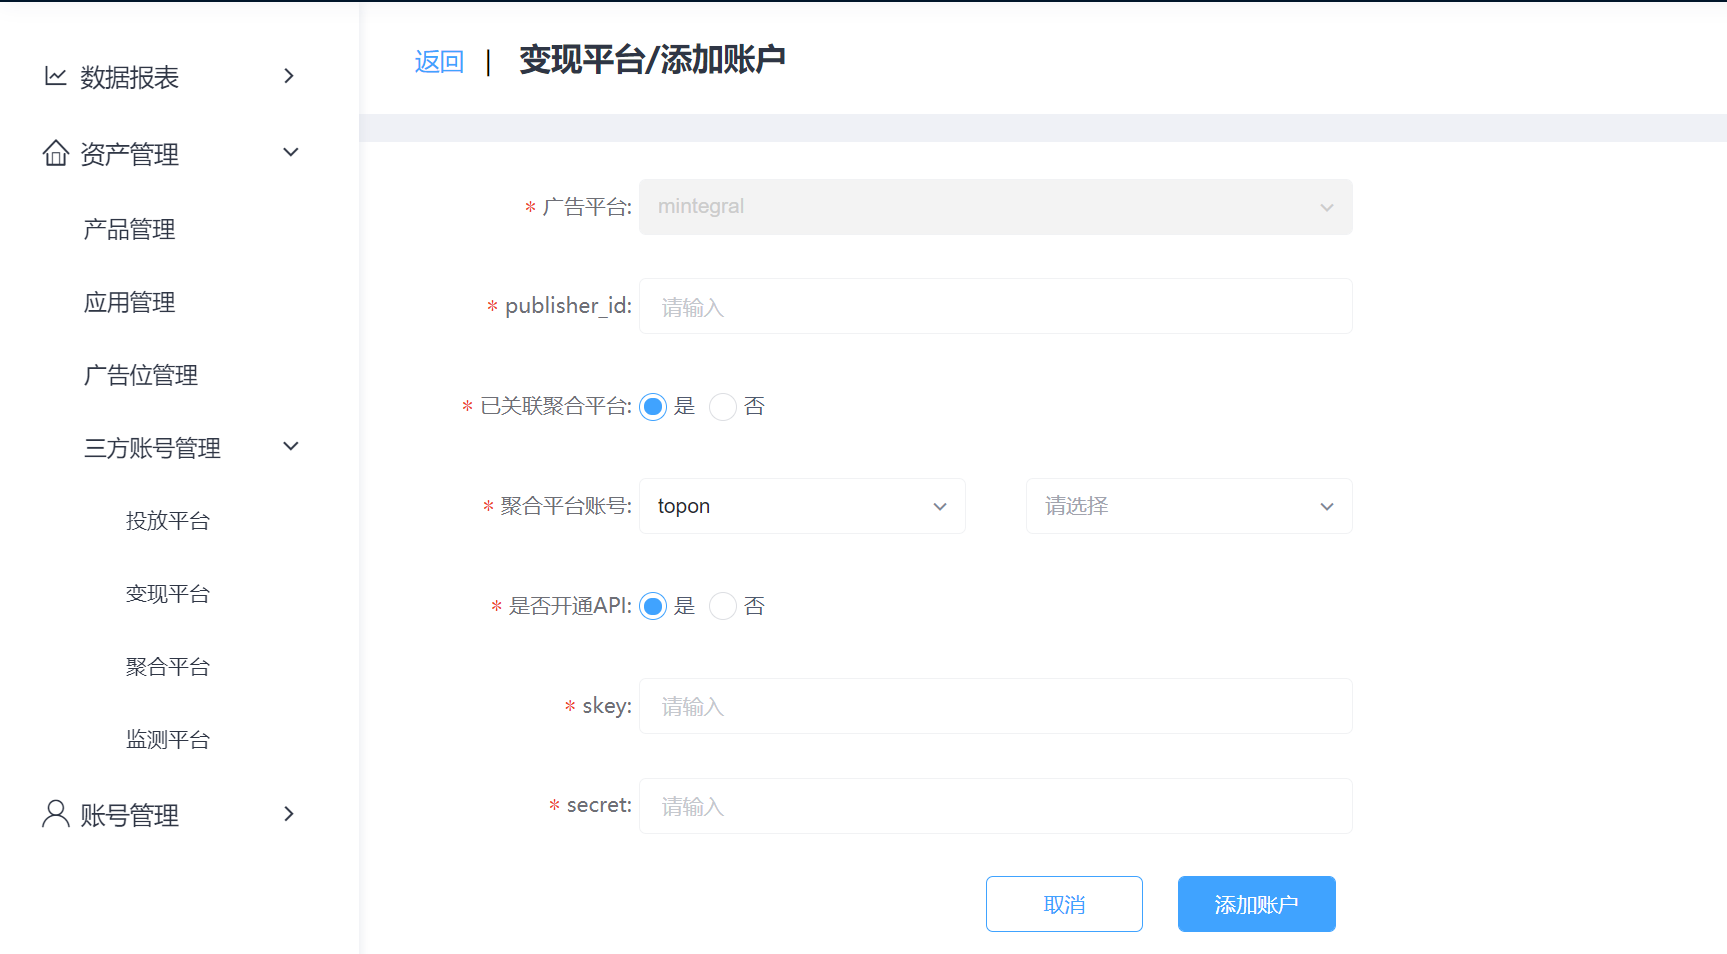 数据报表
资产管理
产品管理
应用管理
广告位管理
三方账号管理
投放平台
变现平台
聚合平台
监测平台
账号管理
返回 | 变现平台/添加账户
* 广告平台: mintegral
* publisher_id: 请输入
* 已关联聚合平台: 是 否
* 聚合平台账号: topon 请选择
* 是否开通API: 是 否
* skey: 请输入
* secret: 请输入
取消 添加账户